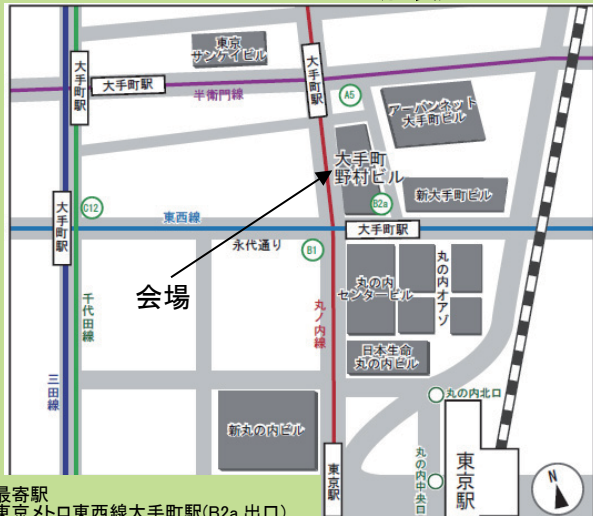 東京
サンケイビル
大手町駅
大手町駅
大手町駅
半衛門線
A5
アーバンネット
大手町ビル
大手町
野村ビル
新大手町ビル
B2a
大手町駅
C12
東西線
大手町駅
永代通り
B1
会場
丸の内
センタービル
丸の内オアゾ
千代田線
丸ノ内線
日本生命
丸の内ビル
三田線
丸の内北口
新丸の内ビル
東京駅
丸の内中央口
東京駅
N
最寄駅
東京メトロ東西線大手町駅(B2a 出口)